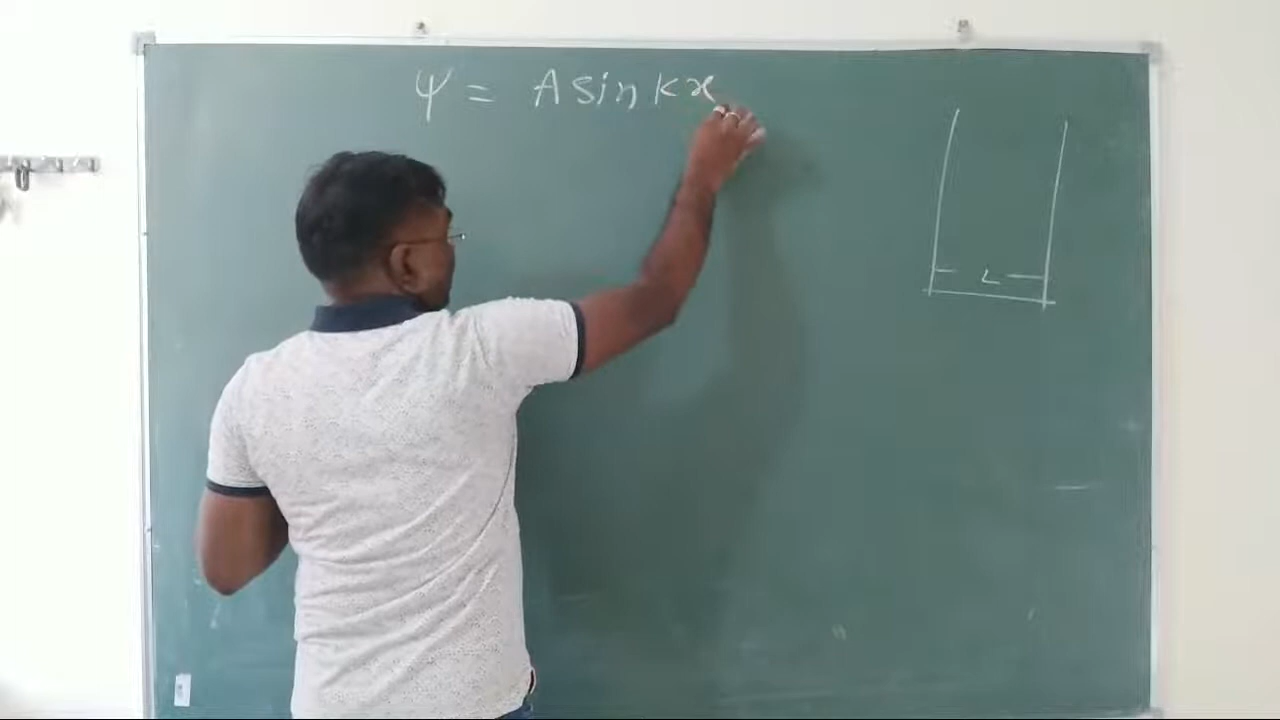 ψ = A sin kx
L